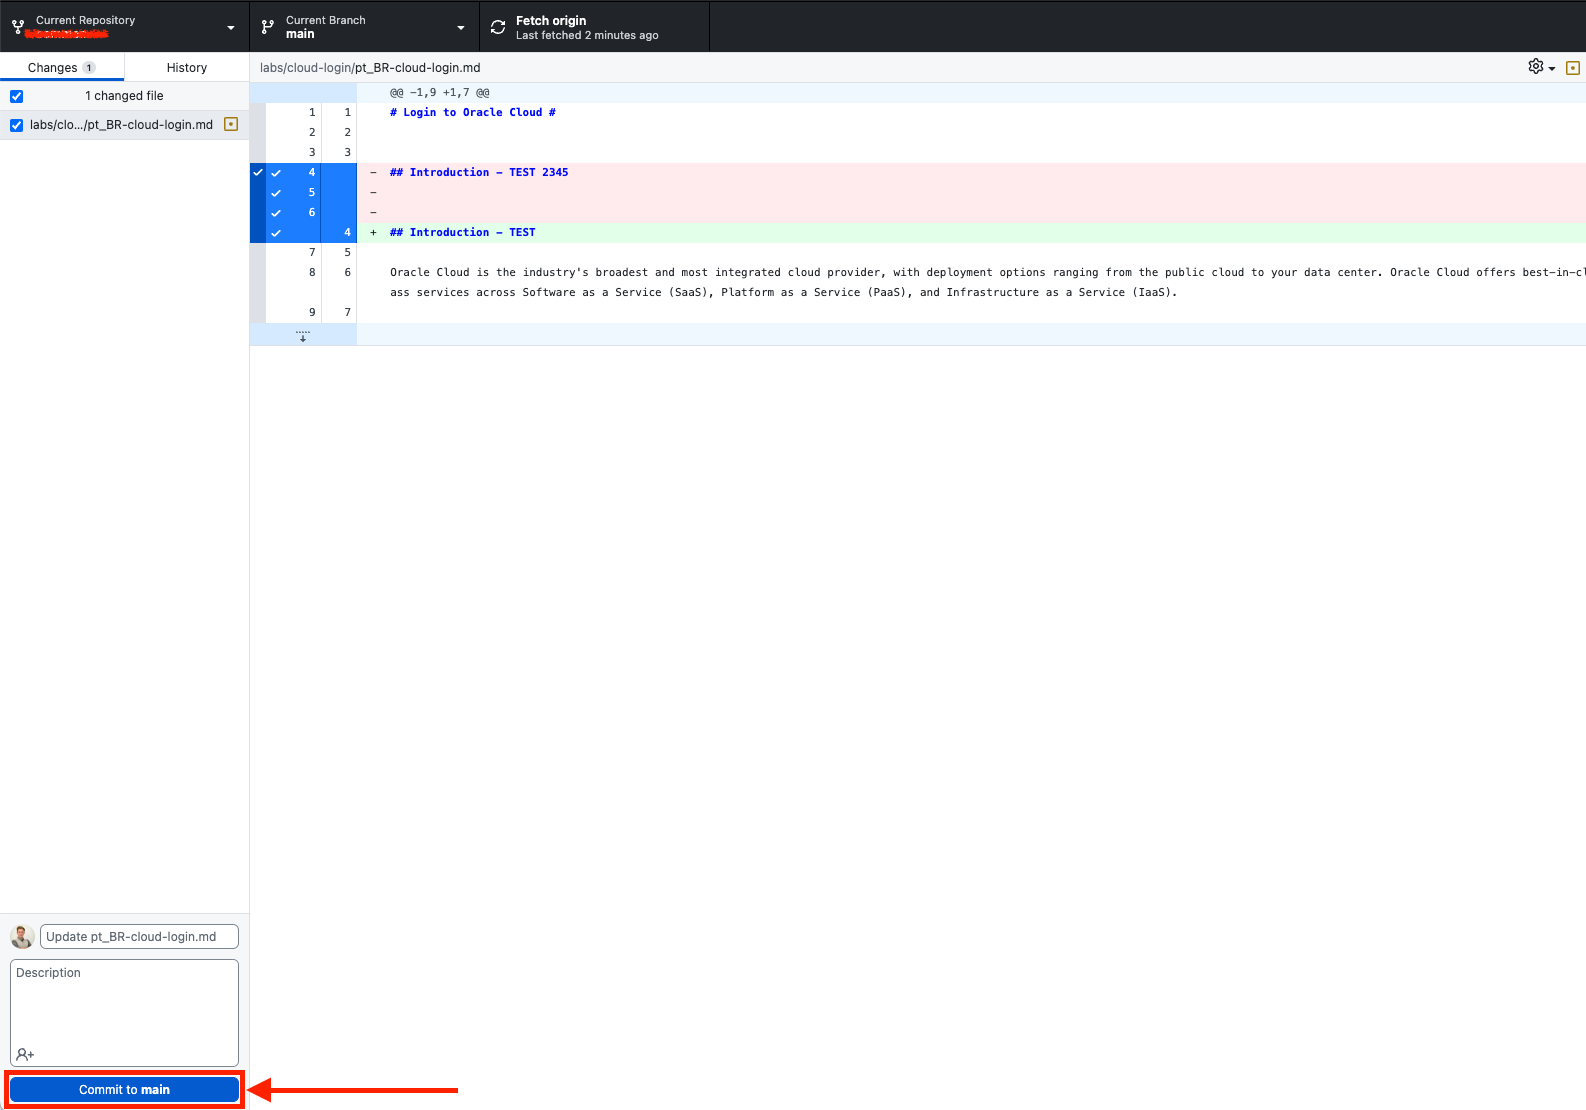 Current Repository
Current Branch
main
Fetch origin
Last fetched 2 minutes ago
Changes 1
History
labs/cloud-login/pt_BR-cloud-login.md
1 changed file
labs/clo.../pt_BR-cloud-login.md
@@ -1,9 +1,7 @@
1 1 # Login to Oracle Cloud #
2 2
3 3
4 - ## Introduction - TEST 2345
5 -
6 -
4 + ## Introduction - TEST
7 5
8 6 Oracle Cloud is the industry's broadest and most integrated cloud provider, with deployment options ranging from the public cloud to your data center. Oracle Cloud offers best-in-cl
ass services across Software as a Service (SaaS), Platform as a Service (PaaS), and Infrastructure as a Service (IaaS).
9 7
Update pt_BR-cloud-login.md
Description
Commit to main